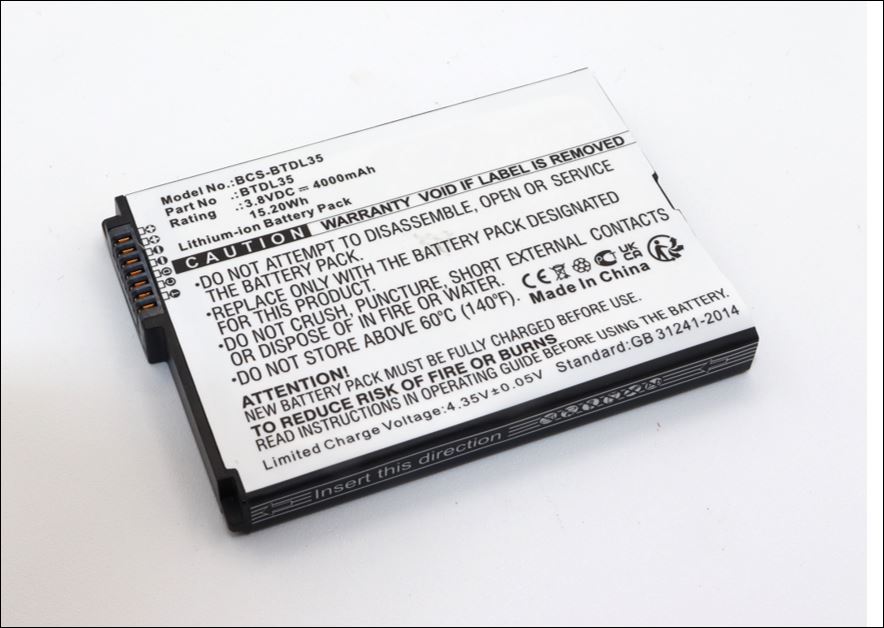 Model No.:BCS-BTDL35
Part No :BTDL35
Rating :3.8VDC ⎓ 4000mAh
15.20Wh
Lithium-ion Battery Pack
CAUTION WARRANTY VOID IF LABEL IS REMOVED
•DO NOT ATTEMPT TO DISASSEMBLE, OPEN OR SERVICE
THE BATTERY PACK.
•REPLACE ONLY WITH THE BATTERY PACK DESIGNATED
FOR THIS PRODUCT.
•DO NOT CRUSH, PUNCTURE, SHORT EXTERNAL CONTACTS
OR DISPOSE OF IN FIRE OR WATER.
•DO NOT STORE ABOVE 60°C (140°F).
CE UK CA
Made In China
ATTENTION!
NEW BATTERY PACK MUST BE FULLY CHARGED BEFORE USE.
TO REDUCE RISK OF FIRE OR BURNS
READ INSTRUCTIONS IN OPERATING GUIDE BEFORE USING THE BATTERY.
Limited Charge Voltage:4.35V±0.05V Standard:GB 31241-2014
Insert this direction